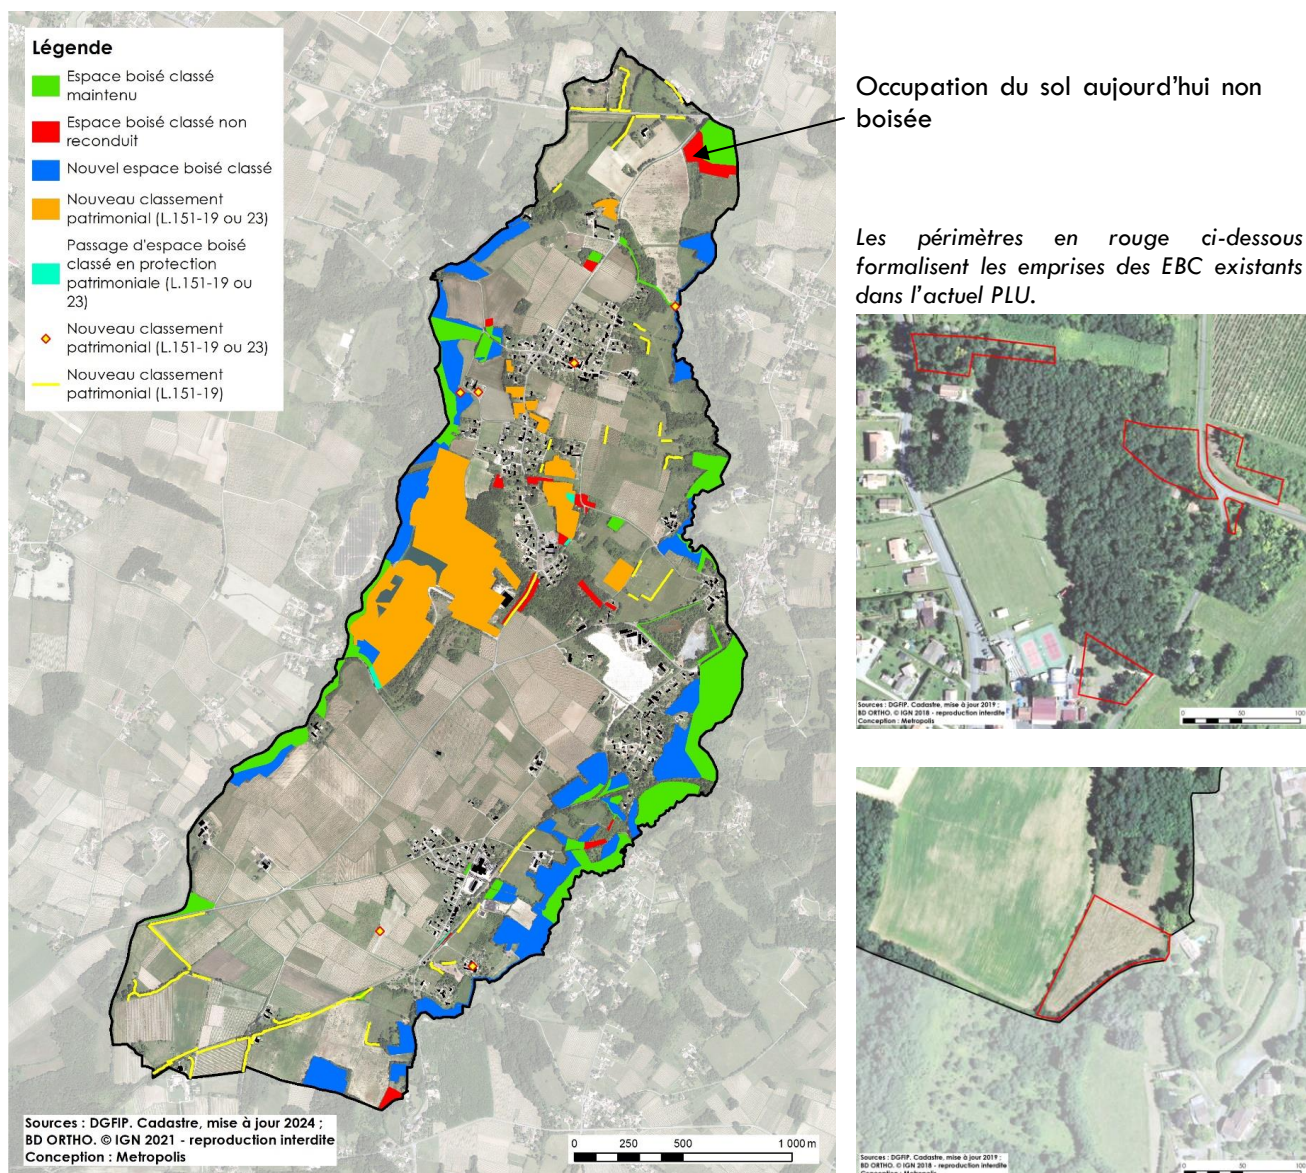 Légende
Espace boisé classé
maintenu
Espace boisé classé non
reconduit
Nouvel espace boisé classé
Nouveau classement
patrimonial (L.151-19 ou 23)
Passage d'espace boisé
classé en protection
patrimoniale (L.151-19 ou
23)
Nouveau classement
patrimonial (L.151-19 ou 23)
Nouveau classement
patrimonial (L.151-19)
Sources : DGFIP. Cadastre, mise à jour 2024 ;
BD ORTHO. © IGN 2021 - reproduction interdite
Conception : Metropolis
0 250 500 1 000 m
Occupation du sol aujourd'hui non
boisée
Les périmètres en rouge ci-dessous
formalisent les emprises des EBC existants
dans l'actuel PLU.
Sources : DGFIP. Cadastre, mise à jour 2019 ;
BD ORTHO. © IGN 2018 - reproduction interdite
Conception : Metropolis
0 50 100
Sources : DGFIP. Cadastre, mise à jour 2019 ;
BD ORTHO. © IGN 2018 - reproduction interdite
Conception : Metropolis